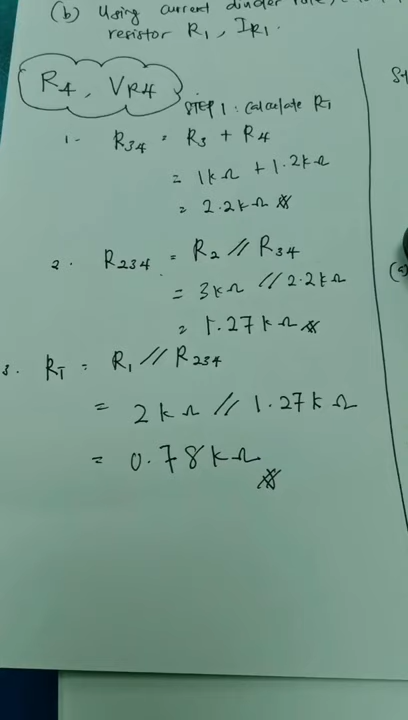 (b) Using current divider rule,
resistor R1, IR1.
R4, VR4
STEP 1: Calculate RT
1. R34 = R3 + R4
= 1kΩ + 1.2kΩ
= 2.2kΩ
2. R234 = R2 // R34
= 3kΩ // 2.2kΩ
= 1.27kΩ
3. RT = R1 // R234
= 2kΩ // 1.27kΩ
= 0.78kΩ